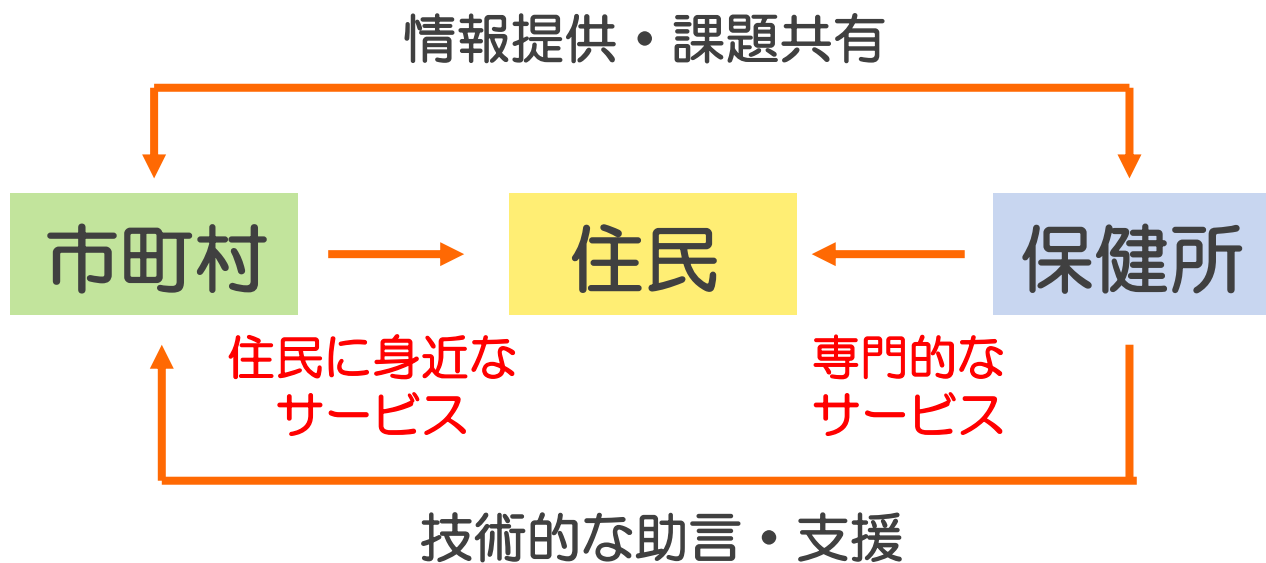 情報提供・課題共有
市町村
住民
保健所
住民に身近な
サービス
専門的な
サービス
技術的な助言・支援